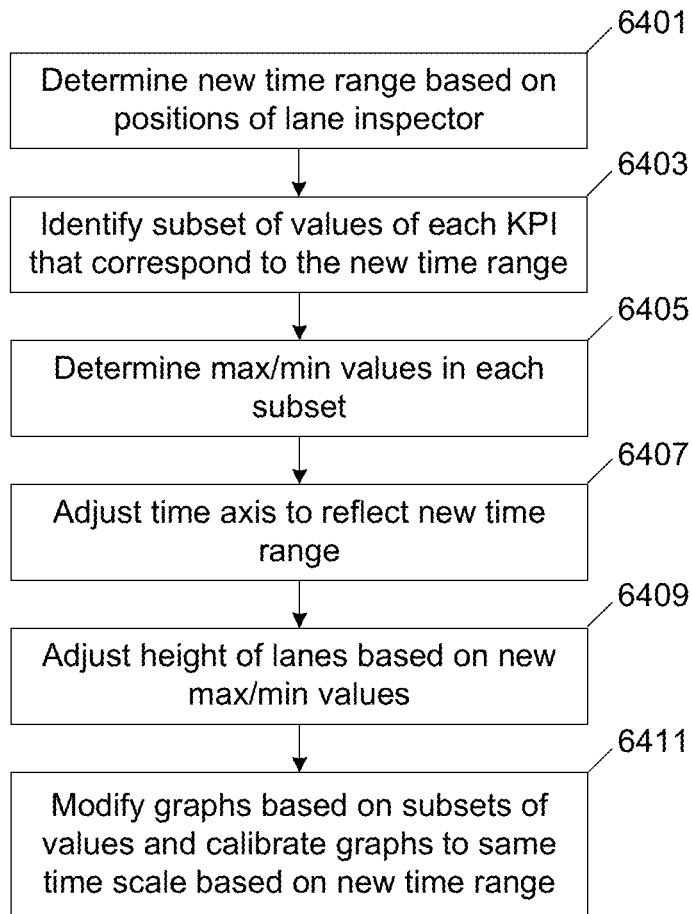 6401
Determine new time range based on
positions of lane inspector
6403
Identify subset of values of each KPI
that correspond to the new time range
6405
Determine max/min values in each
subset
6407
Adjust time axis to reflect new time
range
6409
Adjust height of lanes based on new
max/min values
6411
Modify graphs based on subsets of
values and calibrate graphs to same
time scale based on new time range